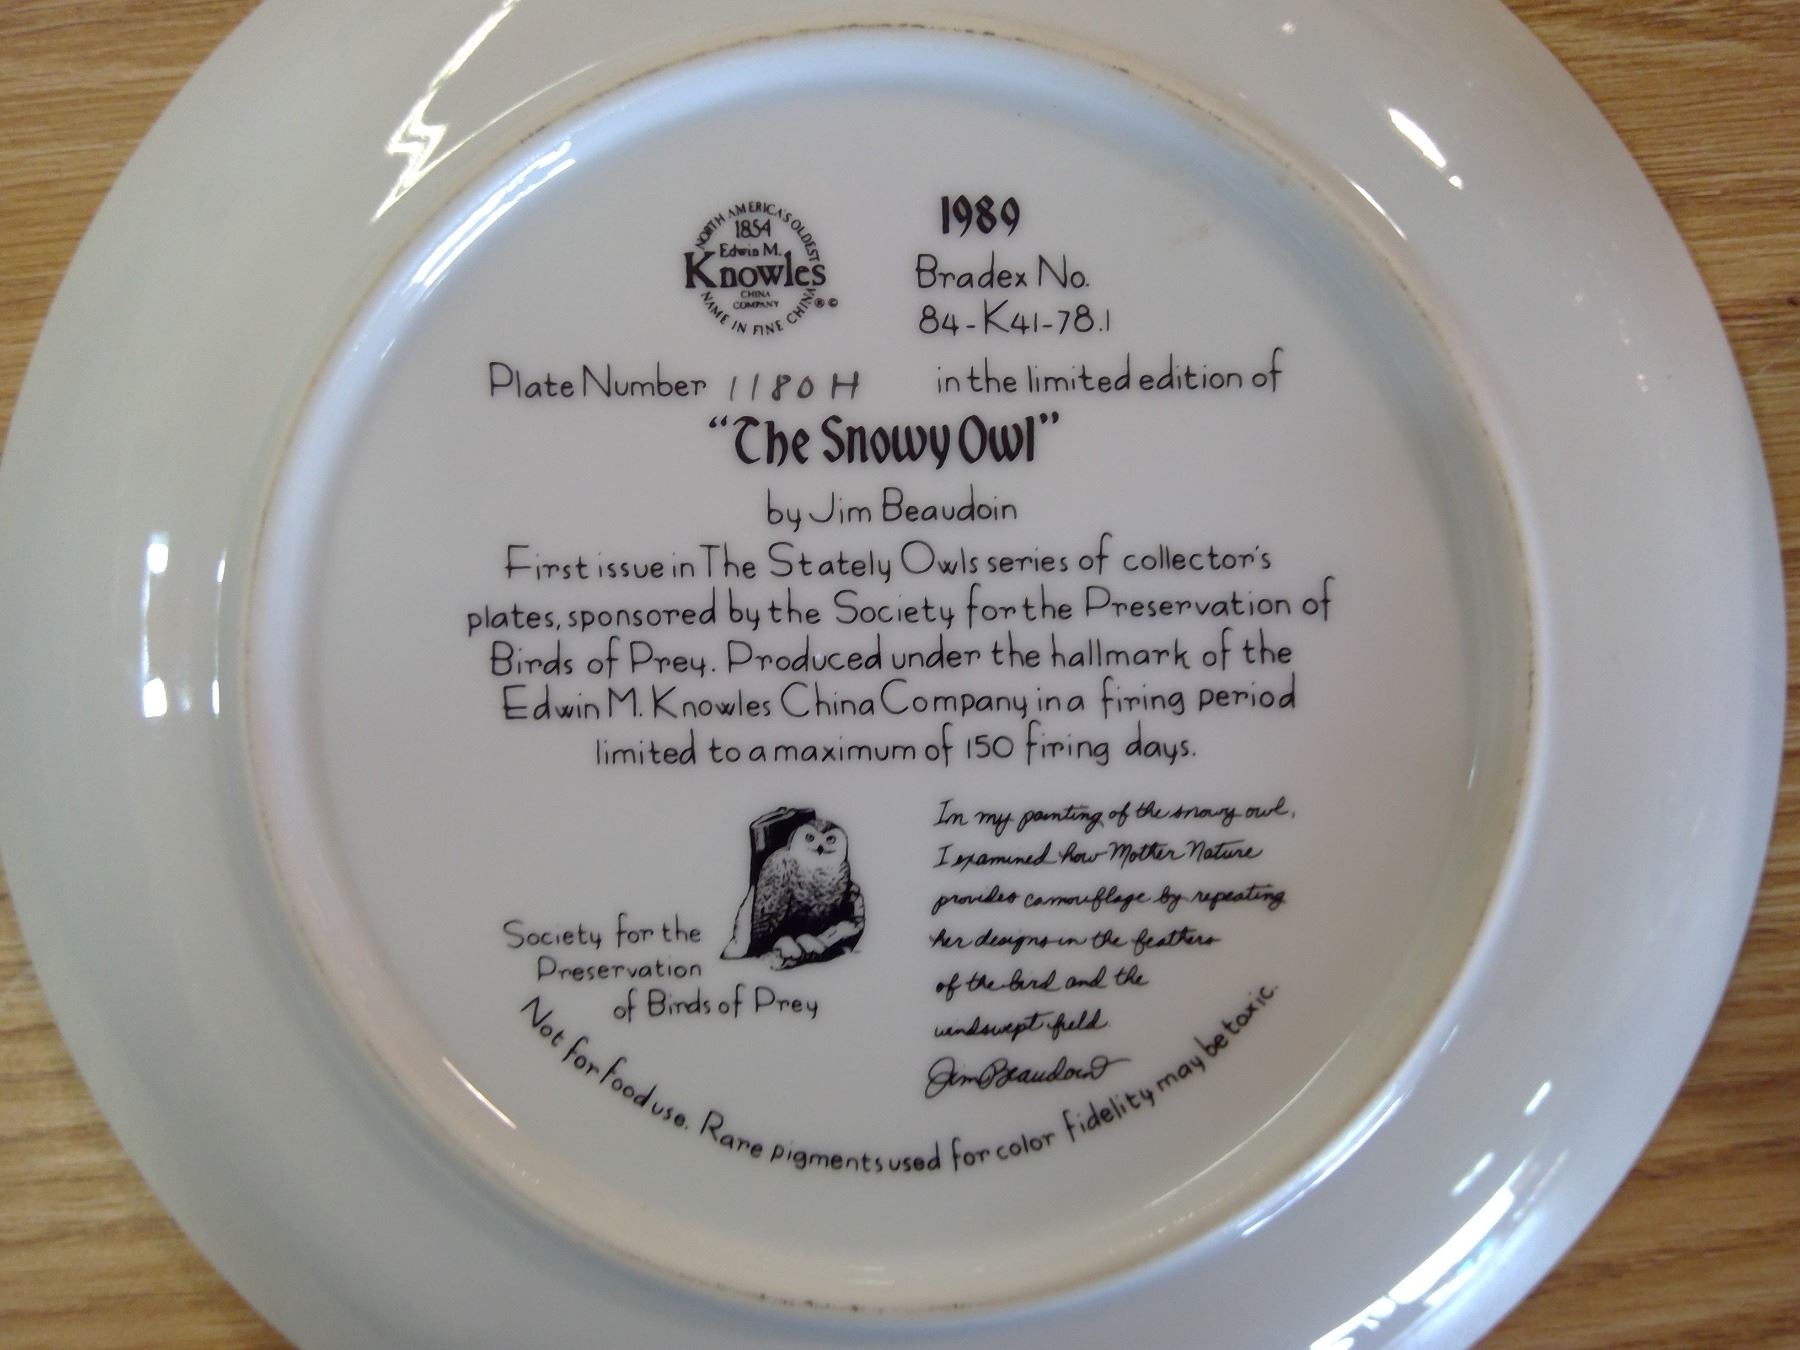 NORTH AMERICA'S OLDEST
1854
Edwin M.
Knowles
CHINA
COMPANY
NAME IN FINE CHINA
®©
1989
Bradex No.
84-K41-78.1
Plate Number 1180H in the limited edition of
“The Snowy Owl”
by Jim Beaudoin
First issue in The Stately Owls series of collector's
plates, sponsored by the Society for the Preservation of
Birds of Prey. Produced under the hallmark of the
Edwin M. Knowles China Company in a firing period
limited to a maximum of 150 firing days.
Society for the
Preservation
of Birds of Prey
In my painting of the snowy owl,
I examined how Mother Nature
provides camouflage by repeating
her designs in the feathers
of the bird and the
windswept field.
Jim Beaudoin
Not for food use. Rare pigments used for color fidelity may be toxic.